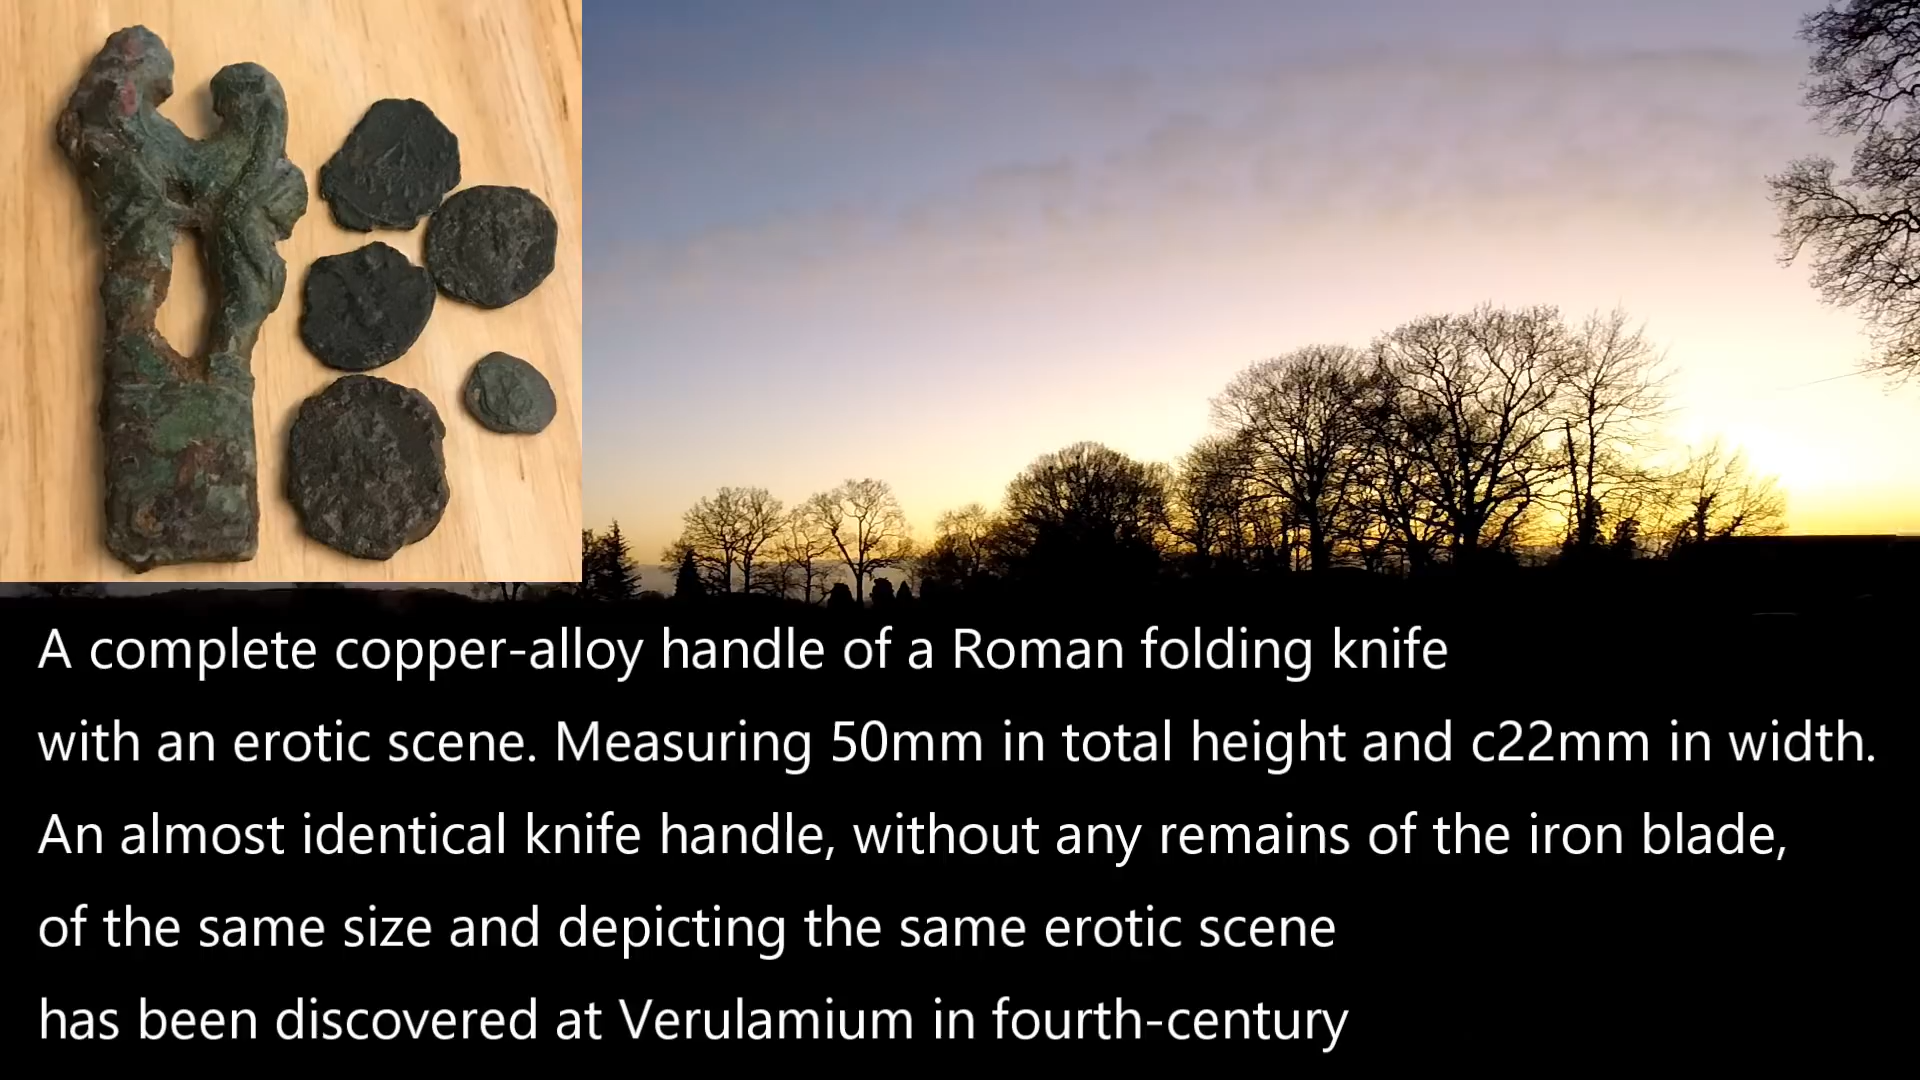 A complete copper-alloy handle of a Roman folding knife
with an erotic scene. Measuring 50mm in total height and c22mm in width.
An almost identical knife handle, without any remains of the iron blade,
of the same size and depicting the same erotic scene
has been discovered at Verulamium in fourth-century